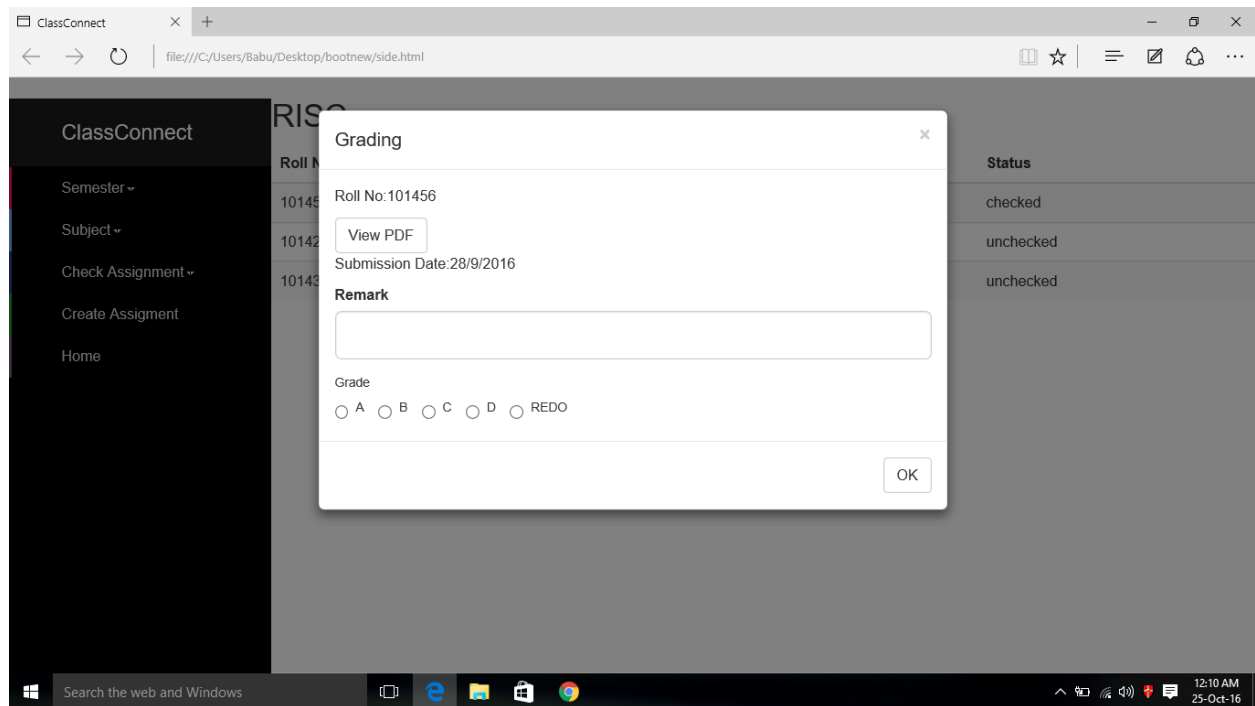 ClassConnect
file:///C:/Users/Babu/Desktop/bootnew/side.html
ClassConnect
Semester
Subject
Check Assignment
Create Assigment
Home
Roll
Status
checked
unchecked
unchecked
Grading
×
Roll No:101456
View PDF
Submission Date:28/9/2016
Remark
Grade
A B C D REDO
OK
Search the web and Windows
12:10 AM
25-Oct-16